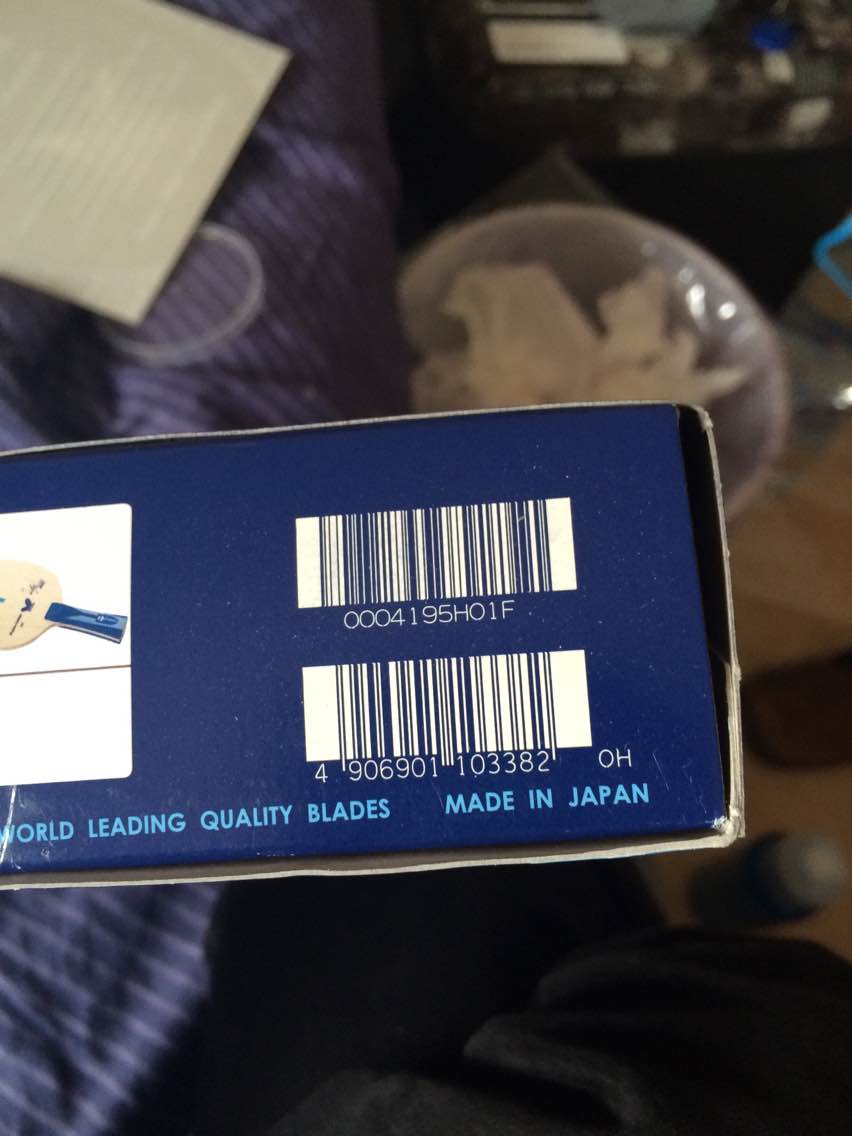 0004195H01F
4 906901 103382 OH
WORLD LEADING QUALITY BLADES MADE IN JAPAN